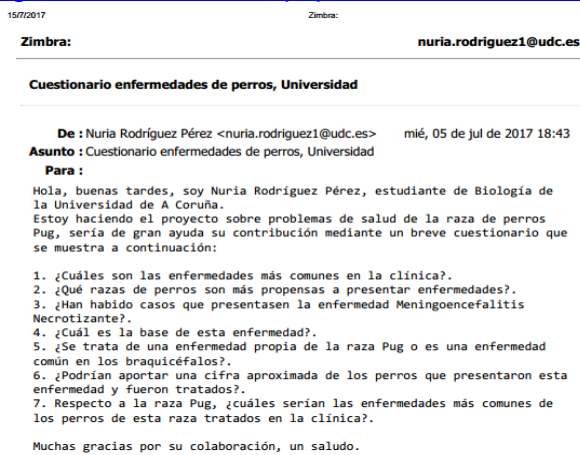 15/7/2017 Zimbra:
Zimbra: nuria.rodriguez1@udc.es
Cuestionario enfermedades de perros, Universidad
De : Nuria Rodríguez Pérez <nuria.rodriguez1@udc.es> mié, 05 de jul de 2017 18:43
Asunto : Cuestionario enfermedades de perros, Universidad
Para :
Hola, buenas tardes, soy Nuria Rodríguez Pérez, estudiante de Biología de
la Universidad de A Coruña.
Estoy haciendo el proyecto sobre problemas de salud de la raza de perros
Pug, sería de gran ayuda su contribución mediante un breve cuestionario que
se muestra a continuación:
1. ¿Cuáles son las enfermedades más comunes en la clínica?.
2. ¿Qué razas de perros son más propensas a presentar enfermedades?.
3. ¿Han habido casos que presentasen la enfermedad Meningoencefalitis
Necrotizante?.
4. ¿Cuál es la base de esta enfermedad?.
5. ¿Se trata de una enfermedad propia de la raza Pug o es una enfermedad
común en los braquicéfalos?.
6. ¿Podrían aportar una cifra aproximada de los perros que presentaron esta
enfermedad y fueron tratados?.
7. Respecto a la raza Pug, ¿cuáles serían las enfermedades más comunes de
los perros de esta raza tratados en la clínica?.
Muchas gracias por su colaboración, un saludo.